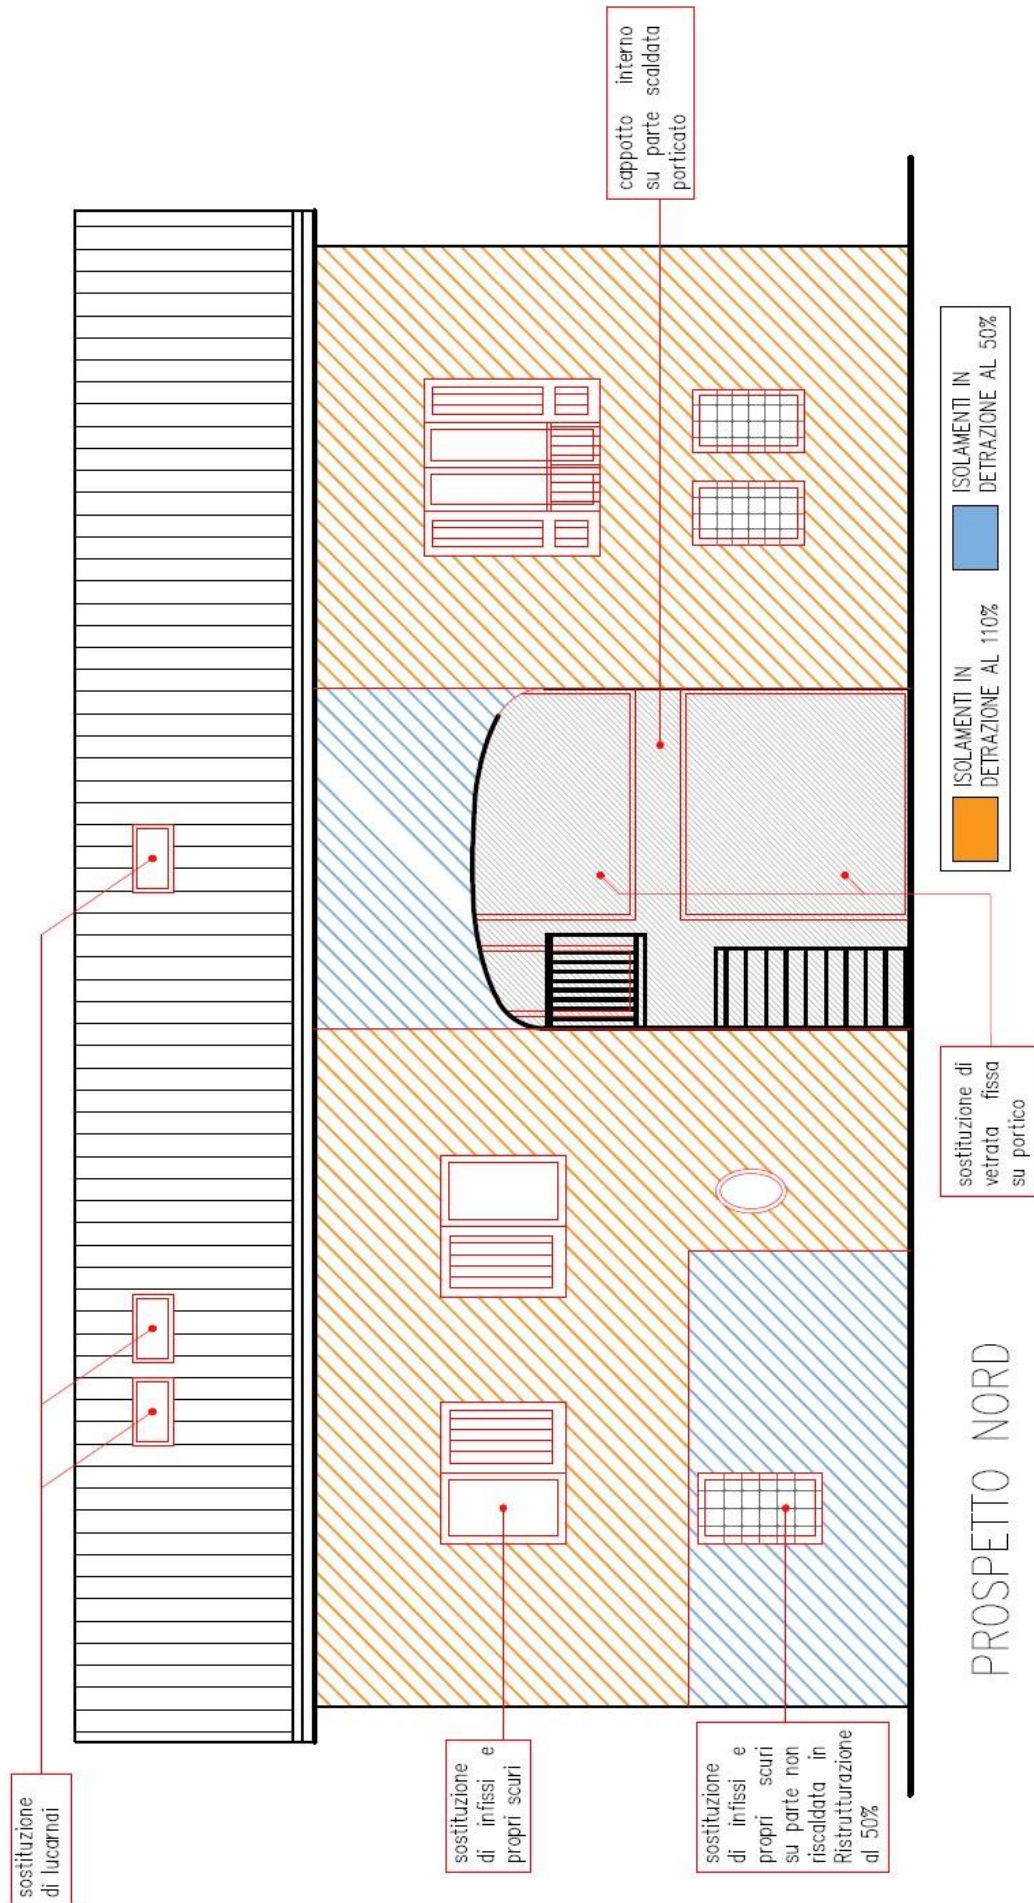 sostituzione
di lucarnai
sostituzione
di infissi e
propri scuri
sostituzione
di infissi e
propri scuri
su parte non
riscaldata in
Ristrutturazione
al 50%
cappotto interno
su parte scaldata
porticato
sostituzione di
vetrata fissa
su portico
PROSPETTO NORD
ISOLAMENTI IN
DETRAZIONE AL 110%
ISOLAMENTI IN
DETRAZIONE AL 50%